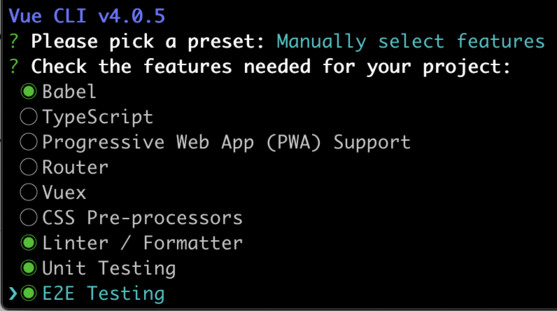 Vue CLI v4.0.5
? Please pick a preset: Manually select features
? Check the features needed for your project:
◉ Babel
◯ TypeScript
◯ Progressive Web App (PWA) Support
◯ Router
◯ Vuex
◯ CSS Pre-processors
◉ Linter / Formatter
◉ Unit Testing
❯◉ E2E Testing